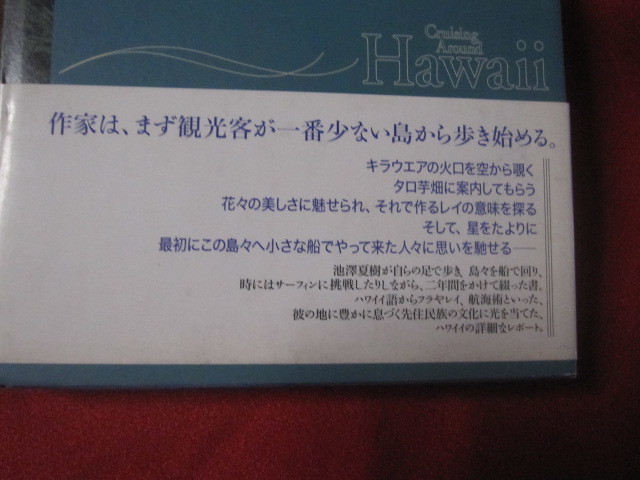 Cruising
Around
Hawaii
作家は、まず観光客が一番少ない島から歩き始める。
キラウエアの火口を空から覗く
タロ芋畑に案内してもらう
花々の美しさに魅せられ、それで作るレイの意味を探る
そして、星をたよりに
最初にこの島々へ小さな船でやって来た人々に思いを馳せる――
池澤夏樹が自らの足で歩き、島々を船で回り、
時にはサーフィンに挑戦したりしながら、二年間をかけて綴った書。
ハワイイ語からフラやレイ、航海術といった、
彼の地に豊かに息づく先住民族の文化に光を当てた、
ハワイイの詳細なレポート。